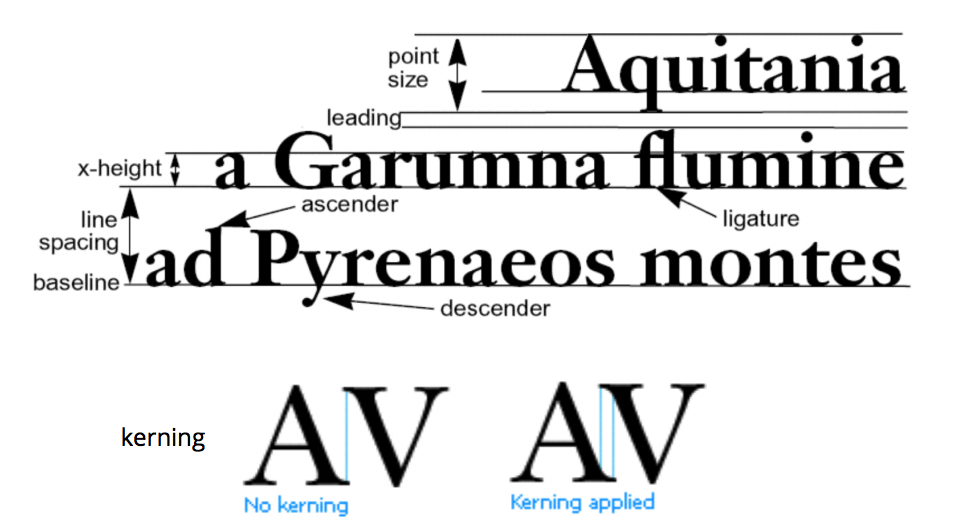 point
size
Aquitania
leading
x-height
a Garumna flumine
ascender
ligature
line
spacing
ad Pyrenaeos montes
baseline
descender
kerning
AV
AV
No kerning
Kerning applied